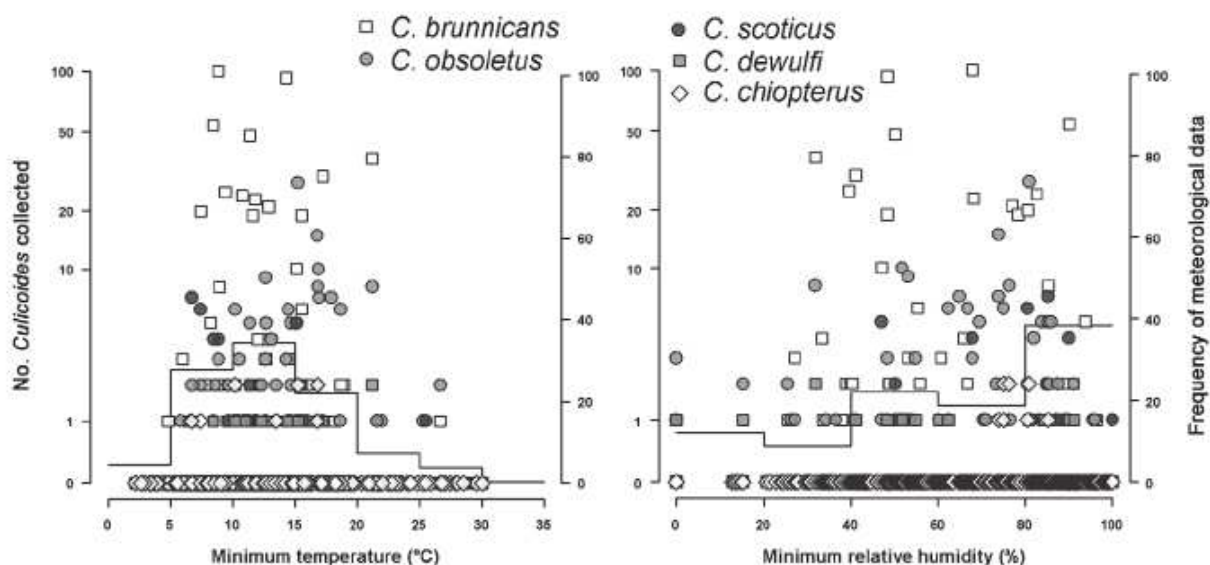 C. brunnicans
C. obsoletus
C. scoticus
C. dewulfi
C. chiopterus
No. Culicoides collected
100
50
20
10
1
0
100
80
60
40
20
0
0 5 10 15 20 25 30 35
Minimum temperature (ºC)
100
50
20
10
1
0
100
80
60
40
20
0
Frequency of meteorological data
0 20 40 60 80 100
Minimum relative humidity (%)